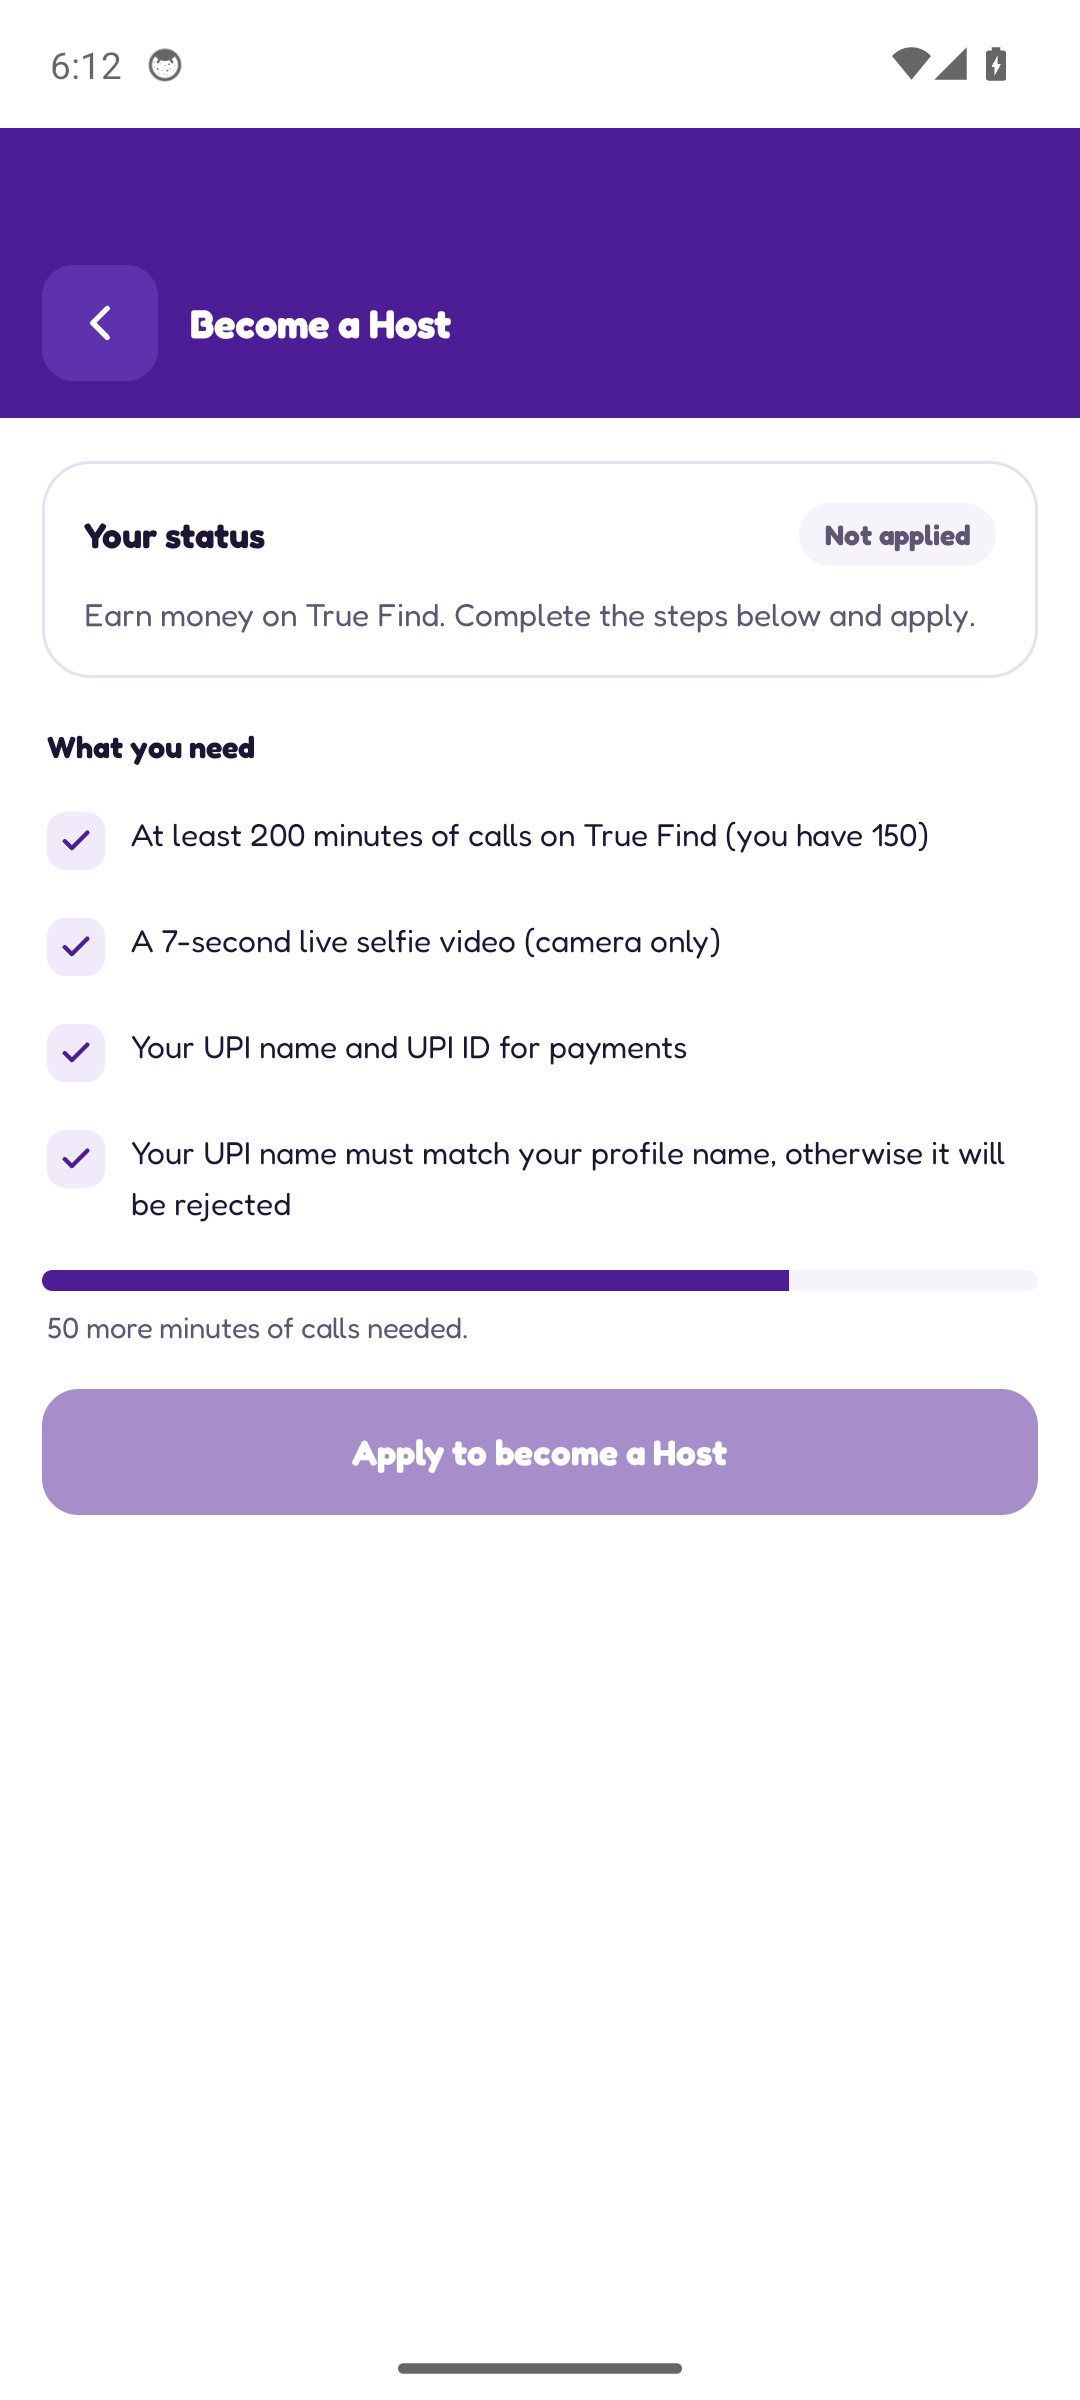 6:12
Become a Host
Your status
Not applied
Earn money on True Find. Complete the steps below and apply.
What you need
At least 200 minutes of calls on True Find (you have 150)
A 7-second live selfie video (camera only)
Your UPI name and UPI ID for payments
Your UPI name must match your profile name, otherwise it will
be rejected
50 more minutes of calls needed.
Apply to become a Host